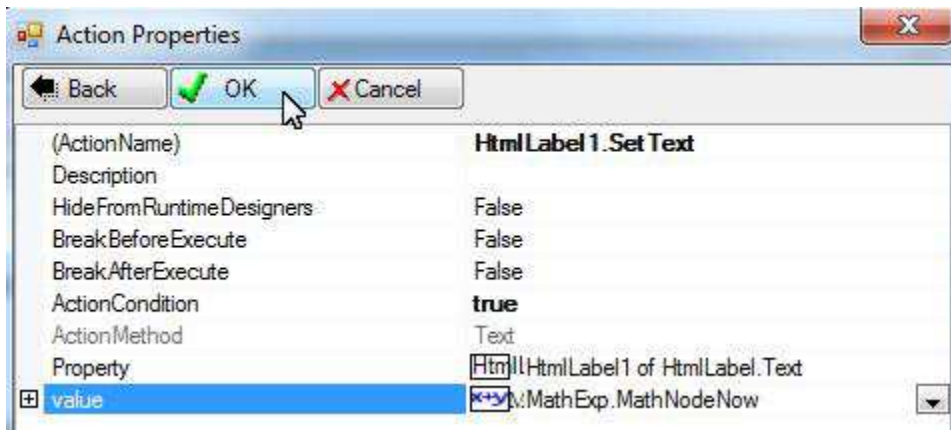 Action Properties
Back OK Cancel
(ActionName) HtmlLabel1.SetText
Description
HideFromRuntimeDesigners False
BreakBeforeExecute False
BreakAfterExecute False
ActionCondition true
ActionMethod Text
Property HtmlLabel1 of HtmlLabel.Text
value x+y MathExp.MathNodeNow